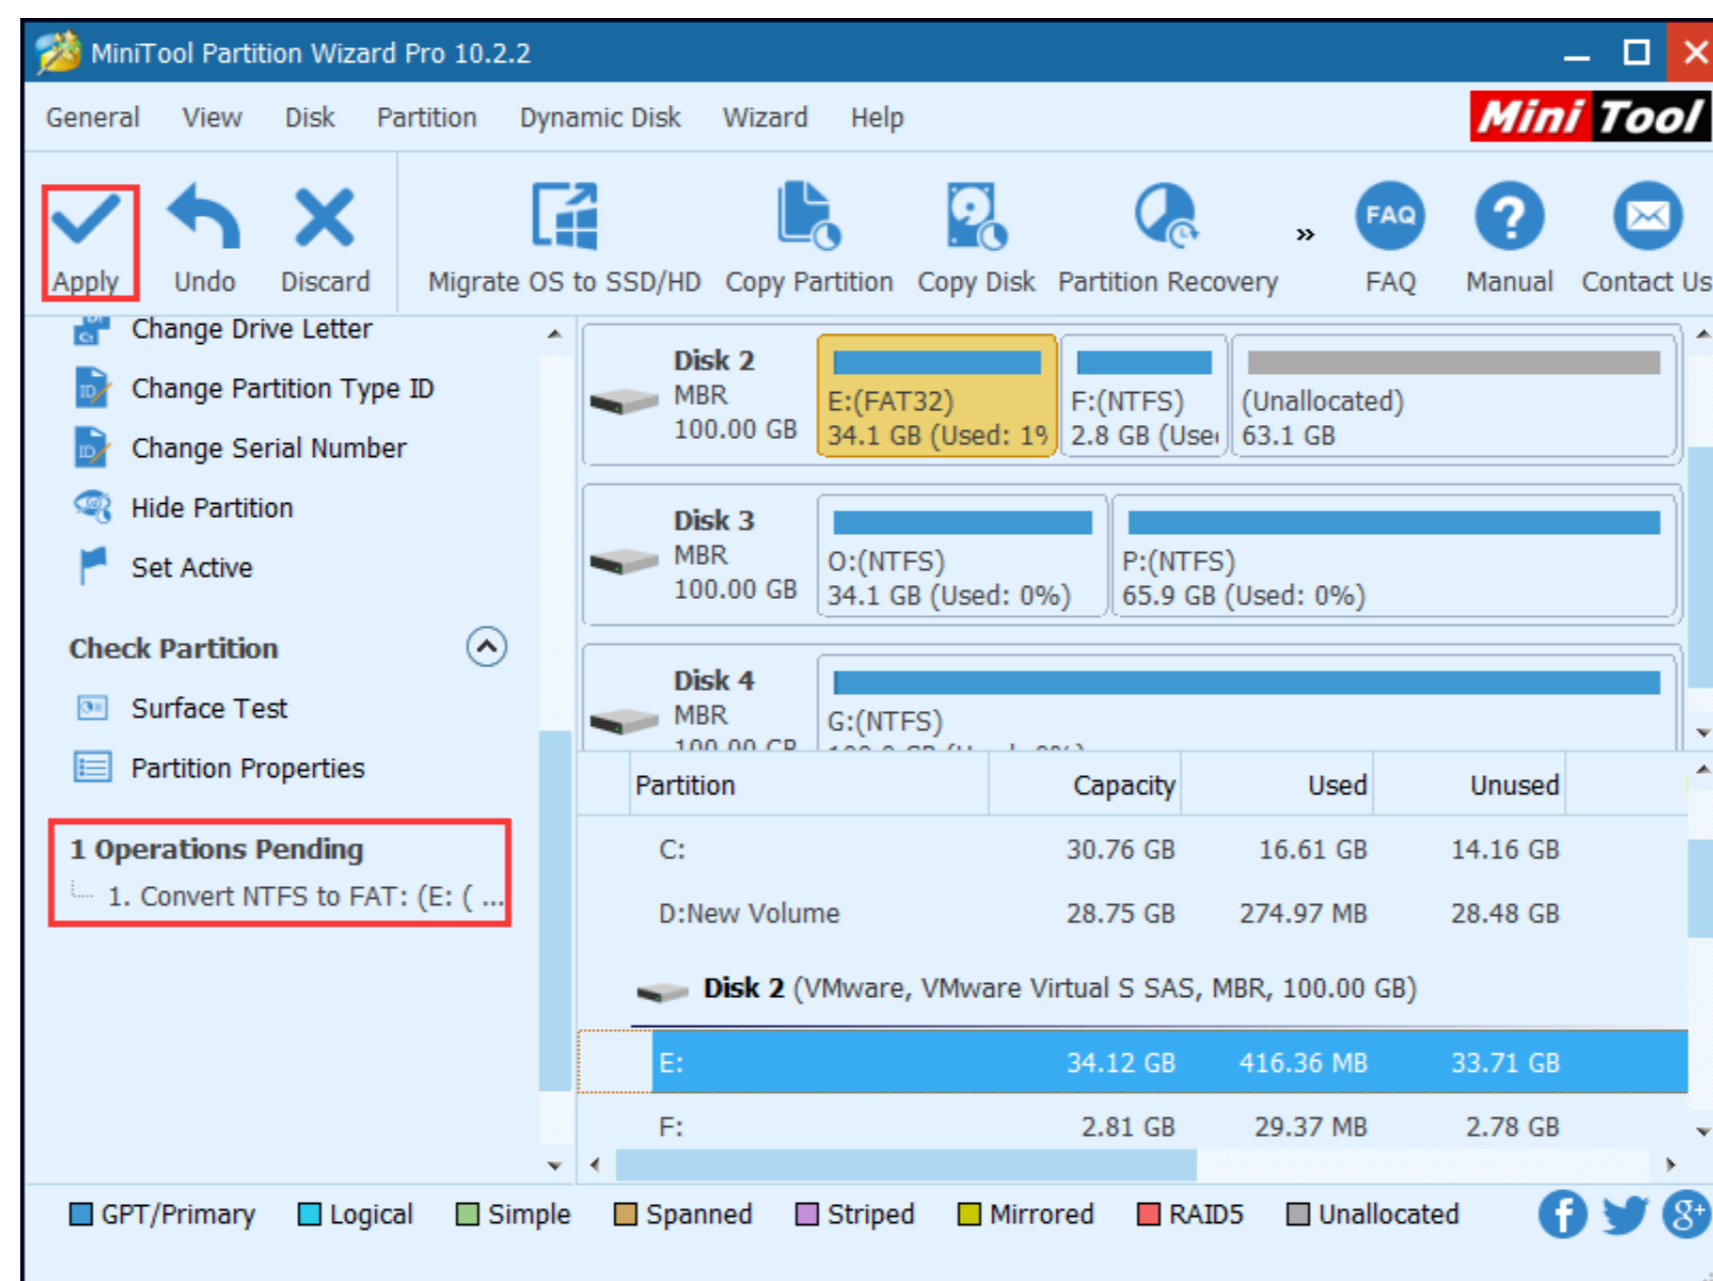 MiniTool Partition Wizard Pro 10.2.2
General View Disk Partition Dynamic Disk Wizard Help
Mini Tool
FAQ
Apply Undo Discard Migrate OS to SSD/HD Copy Partition Copy Disk Partition Recovery » FAQ Manual Contact Us
Change Drive Letter
Change Partition Type ID
Change Serial Number
Hide Partition
Set Active
Check Partition
Surface Test
Partition Properties
1 Operations Pending
1. Convert NTFS to FAT: (E: ( ...
Disk 2
MBR
100.00 GB
E:(FAT32)
34.1 GB (Used: 1%
F:(NTFS)
2.8 GB (Use
(Unallocated)
63.1 GB
Disk 3
MBR
100.00 GB
O:(NTFS)
34.1 GB (Used: 0%)
P:(NTFS)
65.9 GB (Used: 0%)
Disk 4
MBR
G:(NTFS)
Partition Capacity Used Unused
C: 30.76 GB 16.61 GB 14.16 GB
D:New Volume 28.75 GB 274.97 MB 28.48 GB
Disk 2 (VMware, VMware Virtual S SAS, MBR, 100.00 GB)
E: 34.12 GB 416.36 MB 33.71 GB
F: 2.81 GB 29.37 MB 2.78 GB
GPT/Primary Logical Simple Spanned Striped Mirrored RAID5 Unallocated